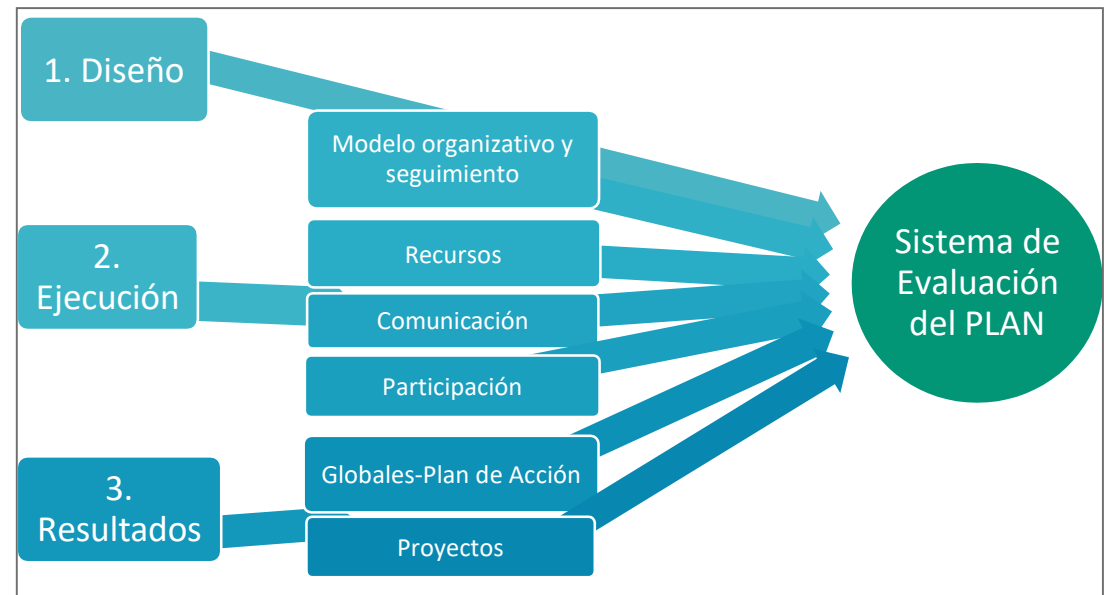 1. Diseño
Modelo organizativo y
seguimiento
2.
Ejecución
Recursos
Comunicación
Participación
3.
Resultados
Globales-Plan de Acción
Proyectos
Sistema de
Evaluación
del PLAN